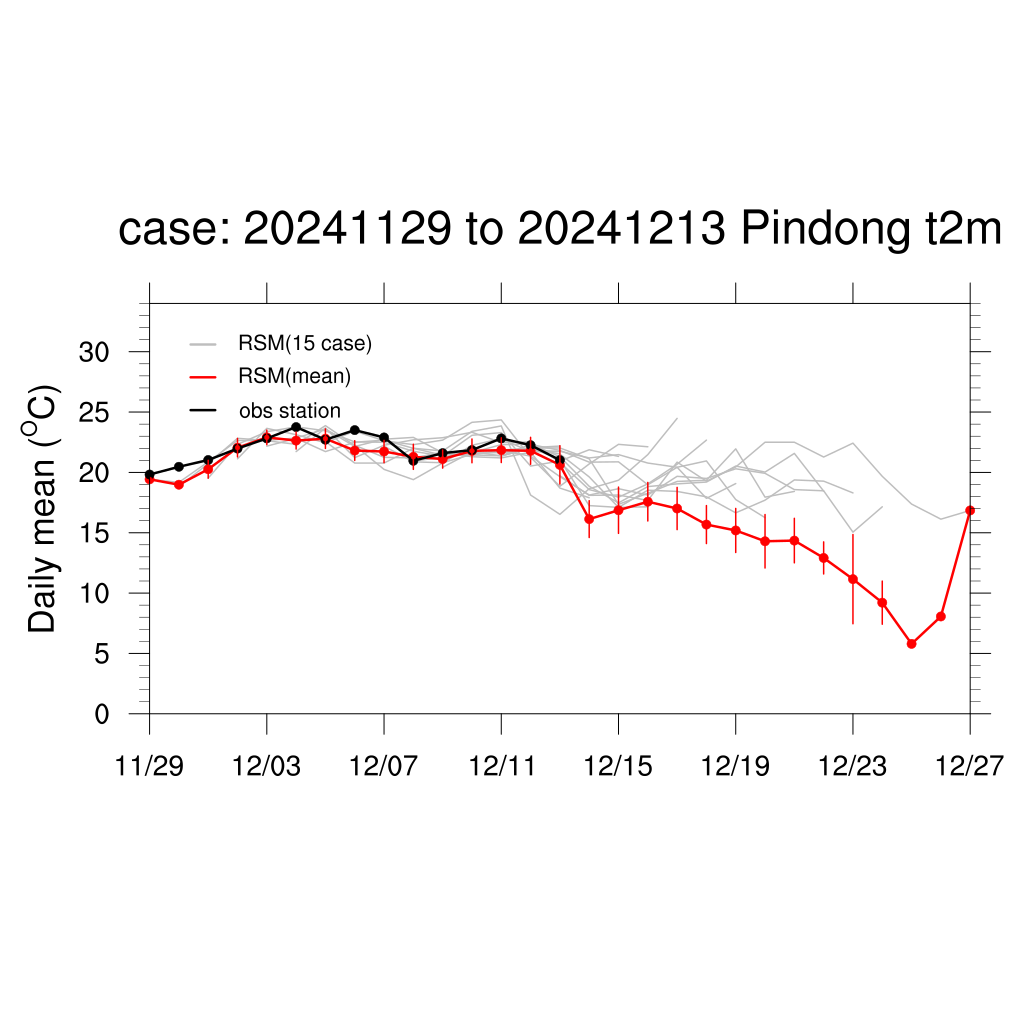 case: 20241129 to 20241213 Pindong t2m
RSM(15 case)
RSM(mean)
obs station
Daily mean (°C)
30
25
20
15
10
5
0
11/29 12/03 12/07 12/11 12/15 12/19 12/23 12/27